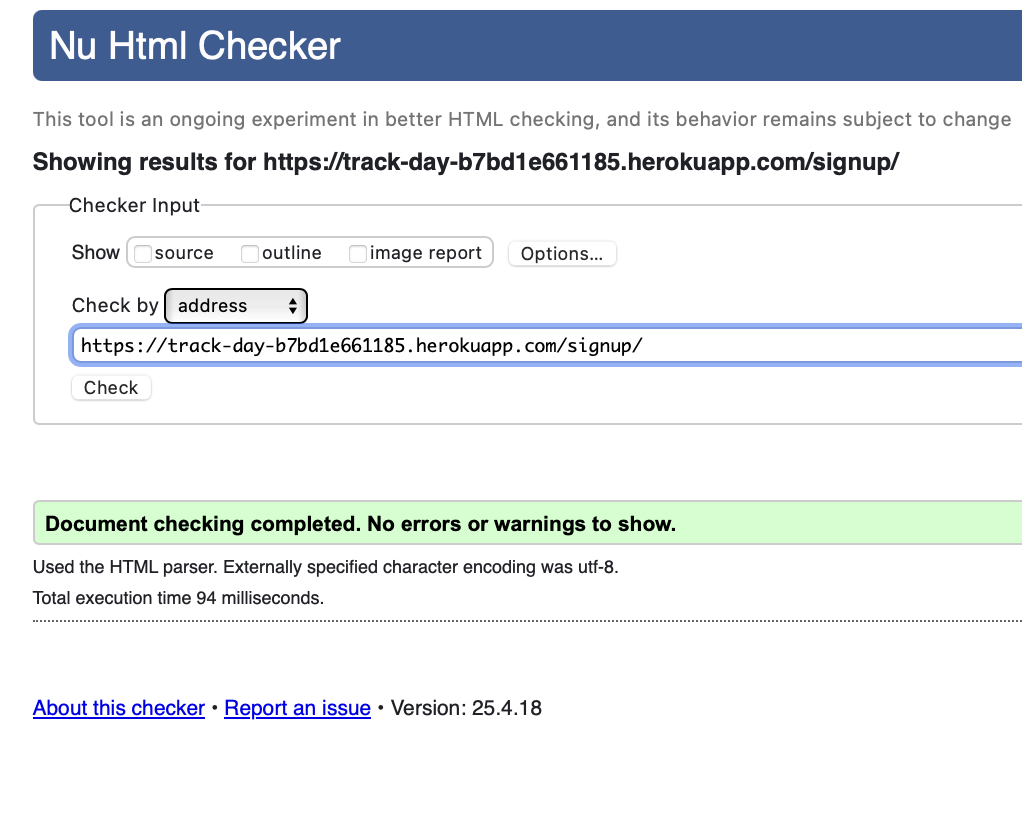 Nu Html Checker
This tool is an ongoing experiment in better HTML checking, and its behavior remains subject to change
Showing results for https://track-day-b7bd1e661185.herokuapp.com/signup/
Checker Input
Show source outline image report Options...
Check by address
https://track-day-b7bd1e661185.herokuapp.com/signup/
Check
Document checking completed. No errors or warnings to show.
Used the HTML parser. Externally specified character encoding was utf-8.
Total execution time 94 milliseconds.
About this checker • Report an issue • Version: 25.4.18